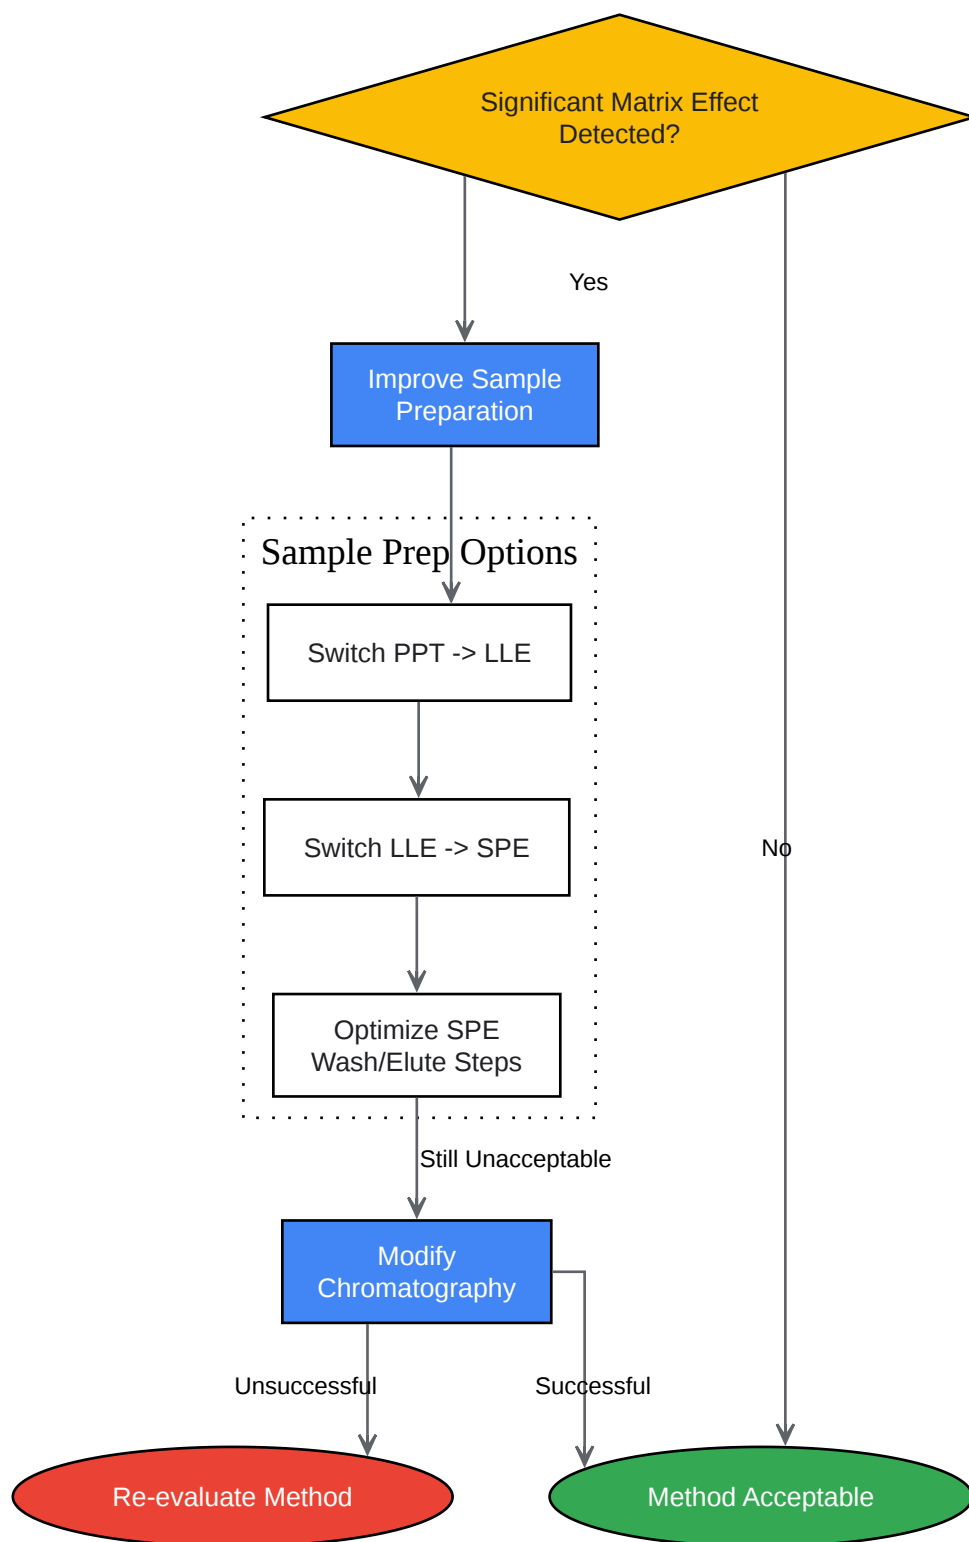 Significant Matrix Effect
Detected?
Yes
Improve Sample
Preparation
Sample Prep Options
Switch PPT -> LLE
Switch LLE -> SPE
No
Optimize SPE
Wash/Elute Steps
Still Unacceptable
Modify
Chromatography
Unsuccessful
Successful
Re-evaluate Method
Method Acceptable